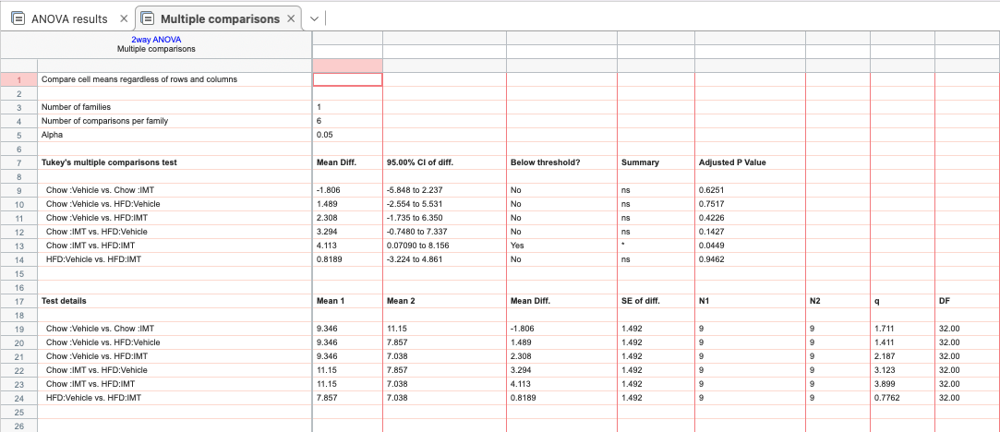 ANOVA results × Multiple comparisons ×
2way ANOVA
Multiple comparisons
1 Compare cell means regardless of rows and columns
2
3 Number of families 1
4 Number of comparisons per family 6
5 Alpha 0.05
6
7 Tukey's multiple comparisons test Mean Diff. 95.00% CI of diff. Below threshold? Summary Adjusted P Value
8
9 Chow :Vehicle vs. Chow :IMT -1.806 -5.848 to 2.237 No ns 0.6251
10 Chow :Vehicle vs. HFD:Vehicle 1.489 -2.554 to 5.531 No ns 0.7517
11 Chow :Vehicle vs. HFD:IMT 2.308 -1.735 to 6.350 No ns 0.4226
12 Chow :IMT vs. HFD:Vehicle 3.294 -0.7480 to 7.337 No ns 0.1427
13 Chow :IMT vs. HFD:IMT 4.113 0.07090 to 8.156 Yes * 0.0449
14 HFD:Vehicle vs. HFD:IMT 0.8189 -3.224 to 4.861 No ns 0.9462
15
16
17 Test details Mean 1 Mean 2 Mean Diff. SE of diff. N1 N2 q DF
18
19 Chow :Vehicle vs. Chow :IMT 9.346 11.15 -1.806 1.492 9 9 1.711 32.00
20 Chow :Vehicle vs. HFD:Vehicle 9.346 7.857 1.489 1.492 9 9 1.411 32.00
21 Chow :Vehicle vs. HFD:IMT 9.346 7.038 2.308 1.492 9 9 2.187 32.00
22 Chow :IMT vs. HFD:Vehicle 11.15 7.857 3.294 1.492 9 9 3.123 32.00
23 Chow :IMT vs. HFD:IMT 11.15 7.038 4.113 1.492 9 9 3.899 32.00
24 HFD:Vehicle vs. HFD:IMT 7.857 7.038 0.8189 1.492 9 9 0.7762 32.00
25
26